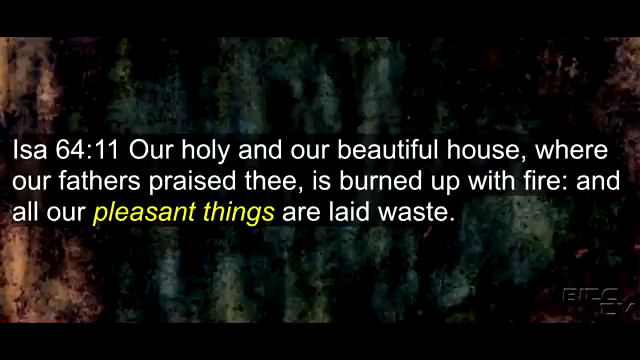 Isa 64:11 Our holy and our beautiful house, where
our fathers praised thee, is burned up with fire: and
all our pleasant things are laid waste.